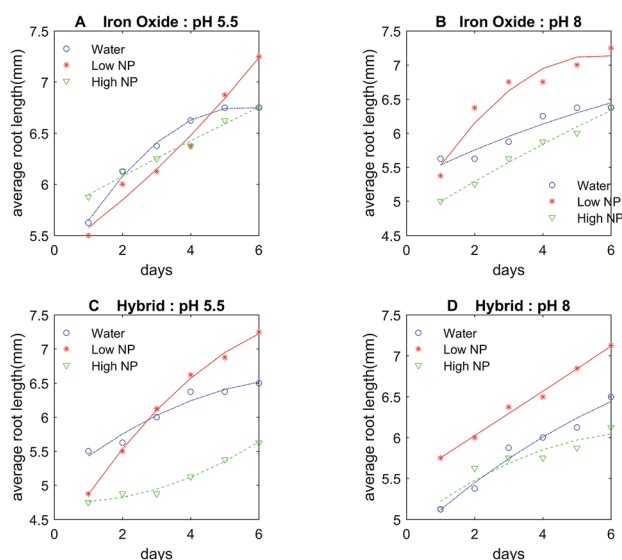 A Iron Oxide : pH 5.5
average root length(mm)
7.5
7
6.5
6
5.5
0
2
4
6
days
Water
Low NP
High NP
B Iron Oxide : pH 8
average root length(mm)
7.5
7
6.5
6
5.5
5
4.5
0
2
4
6
days
Water
Low NP
High NP
C Hybrid : pH 5.5
average root length(mm)
7.5
7
6.5
6
5.5
5
4.5
0
2
4
6
days
Water
Low NP
High NP
D Hybrid : pH 8
average root length(mm)
7.5
7
6.5
6
5.5
5
0
2
4
6
days
Water
Low NP
High NP